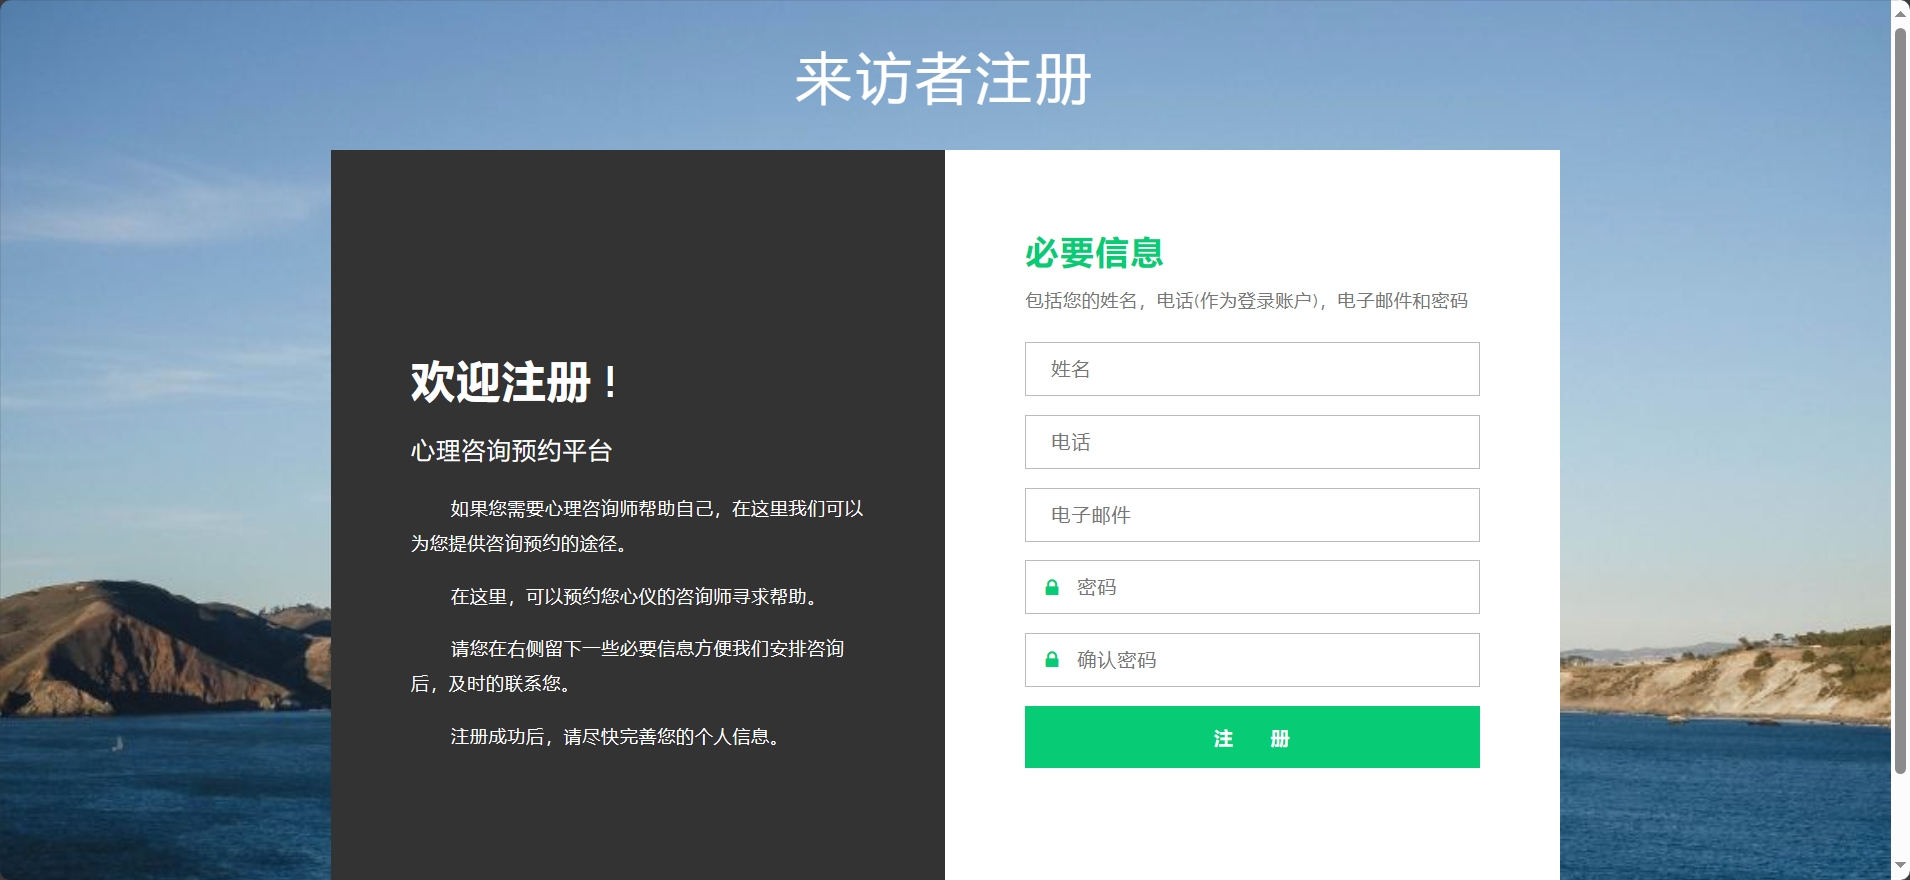 来访者注册
欢迎注册！
心理咨询预约平台
如果您需要心理咨询师帮助自己，在这里我们可以
为您提供咨询预约的途径。
在这里，可以预约您心仪的咨询师寻求帮助。
请您在右侧留下一些必要信息方便我们安排咨询
后，及时的联系您。
注册成功后，请尽快完善您的个人信息。
必要信息
包括您的姓名，电话(作为登录账户)，电子邮件和密码
姓名
电话
电子邮件
密码
确认密码
注 册